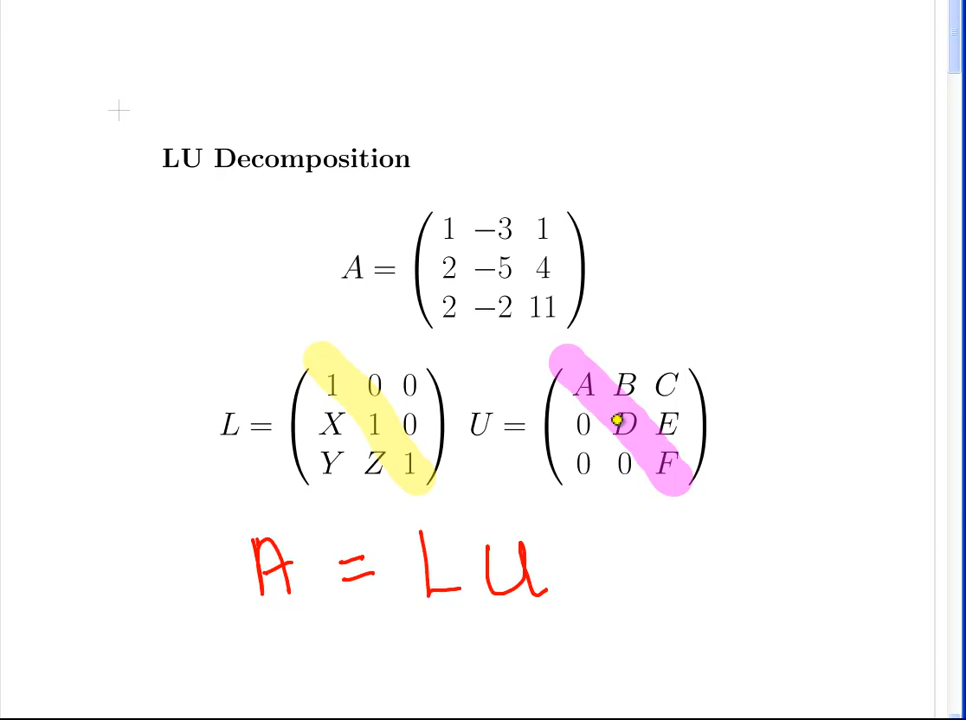 LU Decomposition
A = ( 1 −3 1
2 −5 4
2 −2 11 )
L = ( 1 0 0
X 1 0
Y Z 1 ) U = ( A B C
0 D E
0 0 F )
A = LU